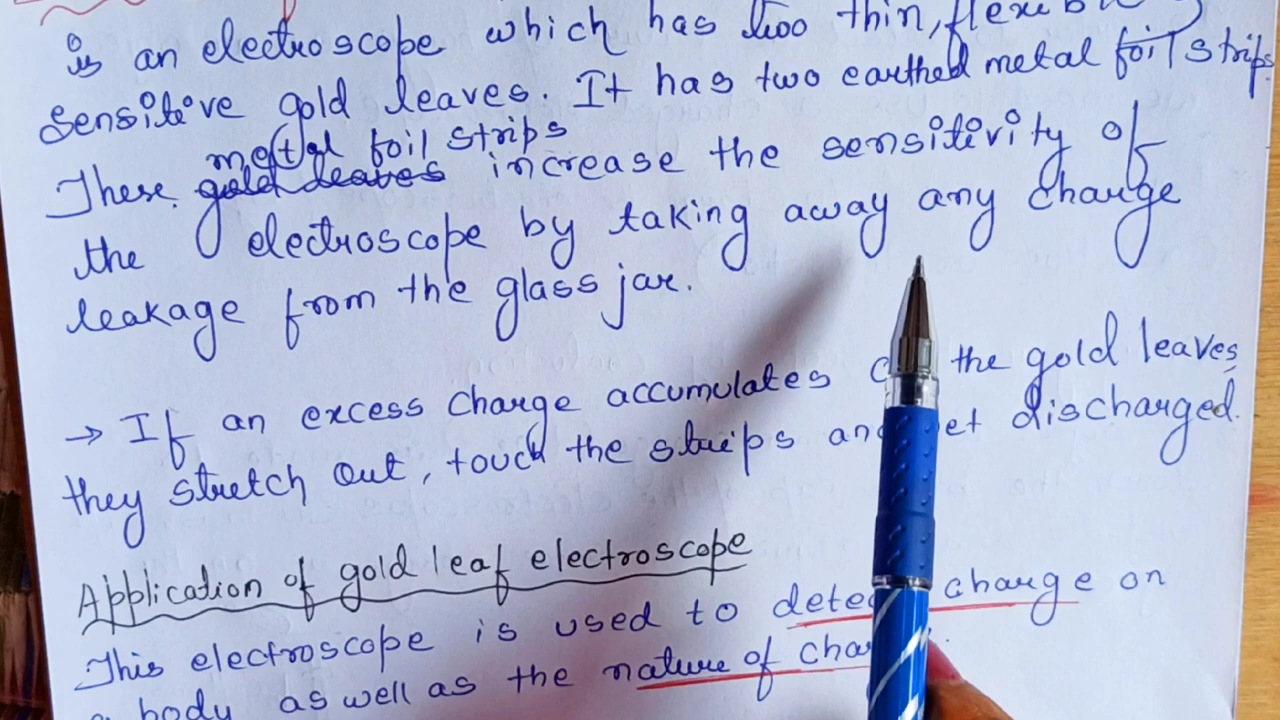 is an electroscope which has two thin, flexible
sensitive gold leaves. It has two earthed metal foil strips.
metal foil strips
These gold leaves increase the sensitivity of
the electroscope by taking away any charge
leakage from the glass jar.
→ If an excess charge accumulates the gold leaves,
they stretch out, touch the strips and get discharged.
Application of gold leaf electroscope
This electroscope is used to detect charge on
a body as well as the nature of charge.